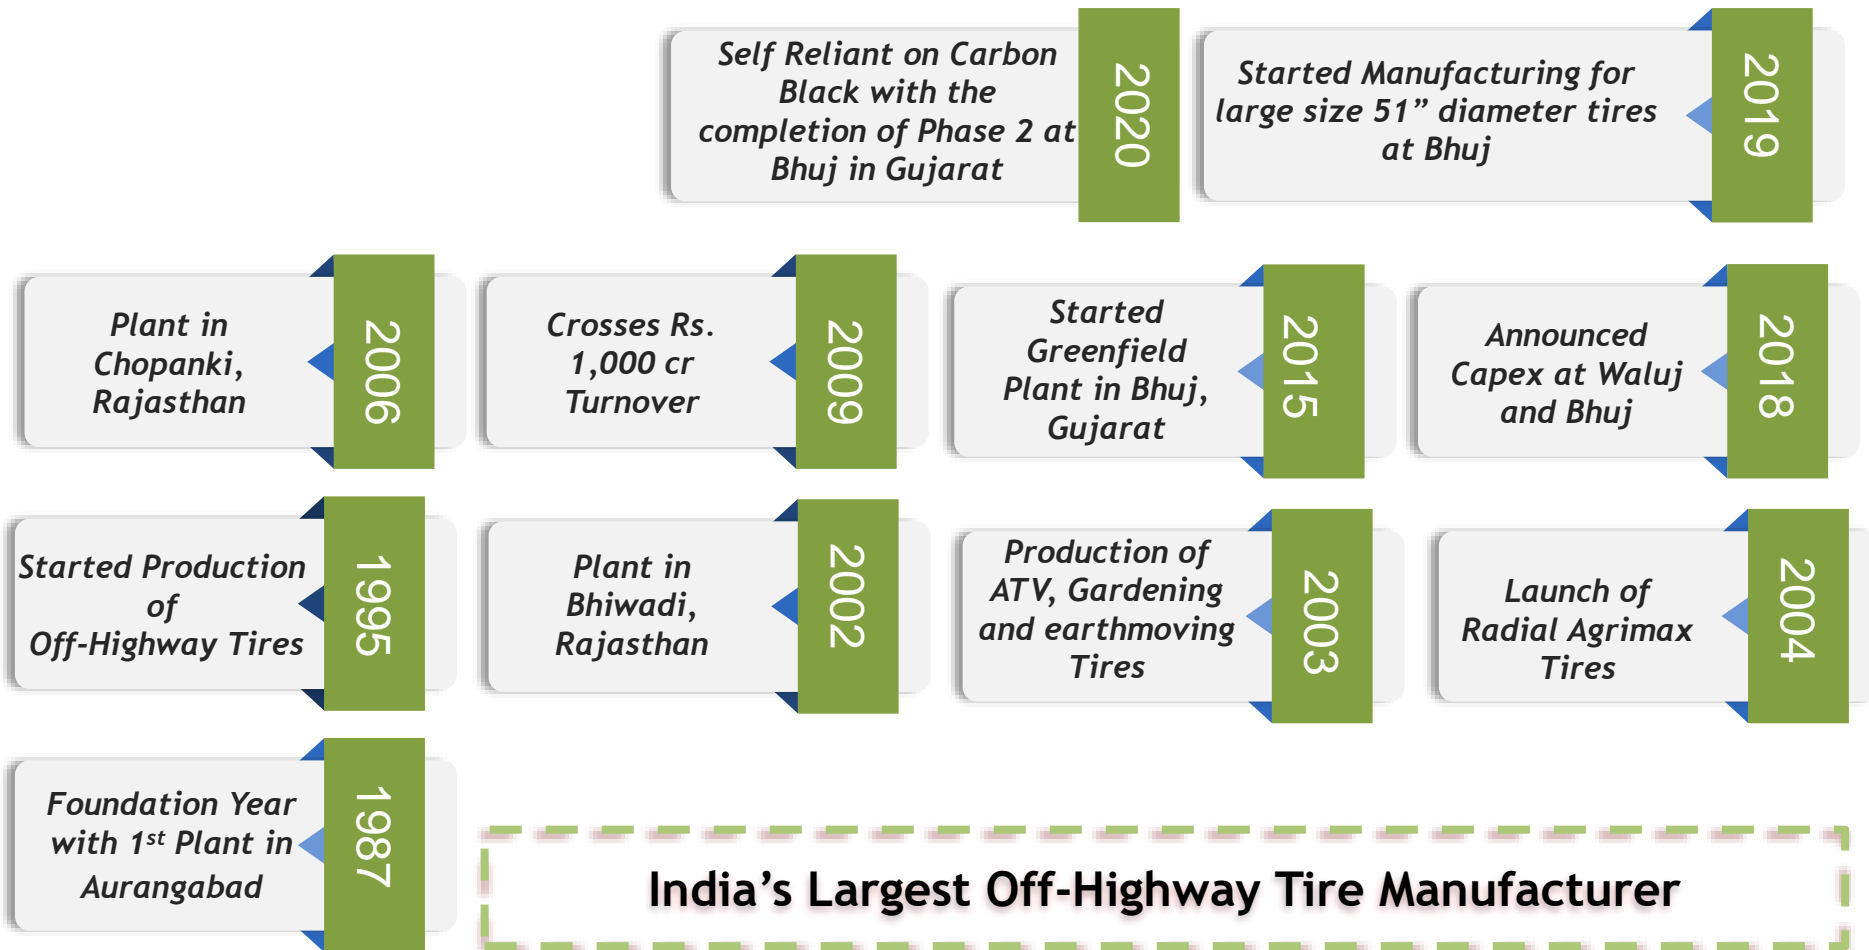 Self Reliant on Carbon
Black with the
completion of Phase 2 at
Bhuj in Gujarat
2020
Started Manufacturing for
large size 51” diameter tires
at Bhuj
2019
Plant in
Chopanki,
Rajasthan
2006
Crosses Rs.
1,000 cr
Turnover
2009
Started
Greenfield
Plant in Bhuj,
Gujarat
2015
Announced
Capex at Waluj
and Bhuj
2018
Started Production
of
Off-Highway Tires
1995
Plant in
Bhiwadi,
Rajasthan
2002
Production of
ATV, Gardening
and earthmoving
Tires
2003
Launch of
Radial Agrimax
Tires
2004
Foundation Year
with 1st Plant in
Aurangabad
1987
India’s Largest Off-Highway Tire Manufacturer